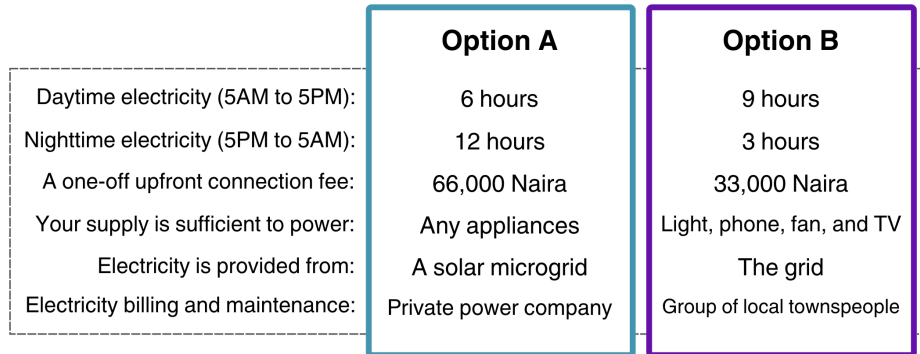 Option A Option B
Daytime electricity (5AM to 5PM): 6 hours 9 hours
Nighttime electricity (5PM to 5AM): 12 hours 3 hours
A one-off upfront connection fee: 66,000 Naira 33,000 Naira
Your supply is sufficient to power: Any appliances Light, phone, fan, and TV
Electricity is provided from: A solar microgrid The grid
Electricity billing and maintenance: Private power company Group of local townspeople